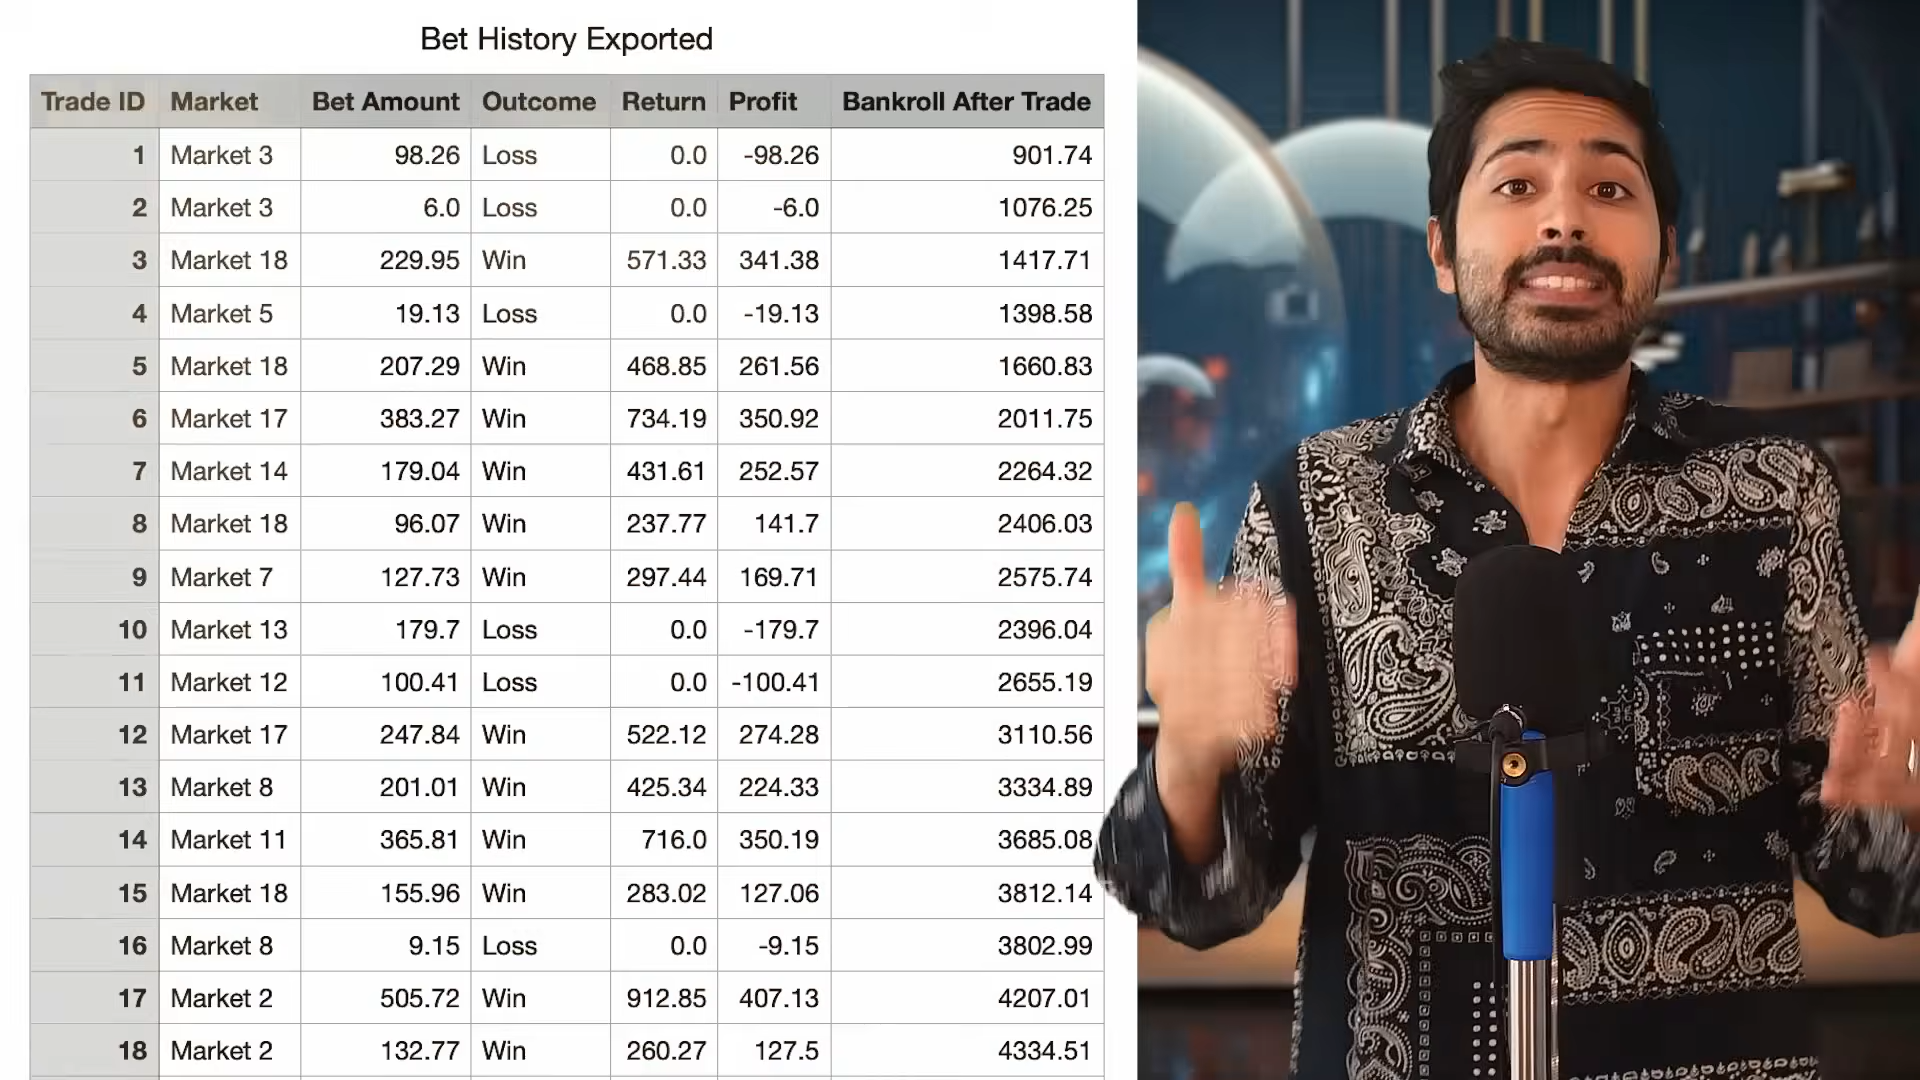 Bet History Exported
Trade ID Market Bet Amount Outcome Return Profit Bankroll After Trade
1 Market 3 98.26 Loss 0.0 -98.26 901.74
2 Market 3 6.0 Loss 0.0 -6.0 1076.25
3 Market 18 229.95 Win 571.33 341.38 1417.71
4 Market 5 19.13 Loss 0.0 -19.13 1398.58
5 Market 18 207.29 Win 468.85 261.56 1660.83
6 Market 17 383.27 Win 734.19 350.92 2011.75
7 Market 14 179.04 Win 431.61 252.57 2264.32
8 Market 18 96.07 Win 237.77 141.7 2406.03
9 Market 7 127.73 Win 297.44 169.71 2575.74
10 Market 13 179.7 Loss 0.0 -179.7 2396.04
11 Market 12 100.41 Loss 0.0 -100.41 2655.19
12 Market 17 247.84 Win 522.12 274.28 3110.56
13 Market 8 201.01 Win 425.34 224.33 3334.89
14 Market 11 365.81 Win 716.0 350.19 3685.08
15 Market 18 155.96 Win 283.02 127.06 3812.14
16 Market 8 9.15 Loss 0.0 -9.15 3802.99
17 Market 2 505.72 Win 912.85 407.13 4207.01
18 Market 2 132.77 Win 260.27 127.5 4334.51